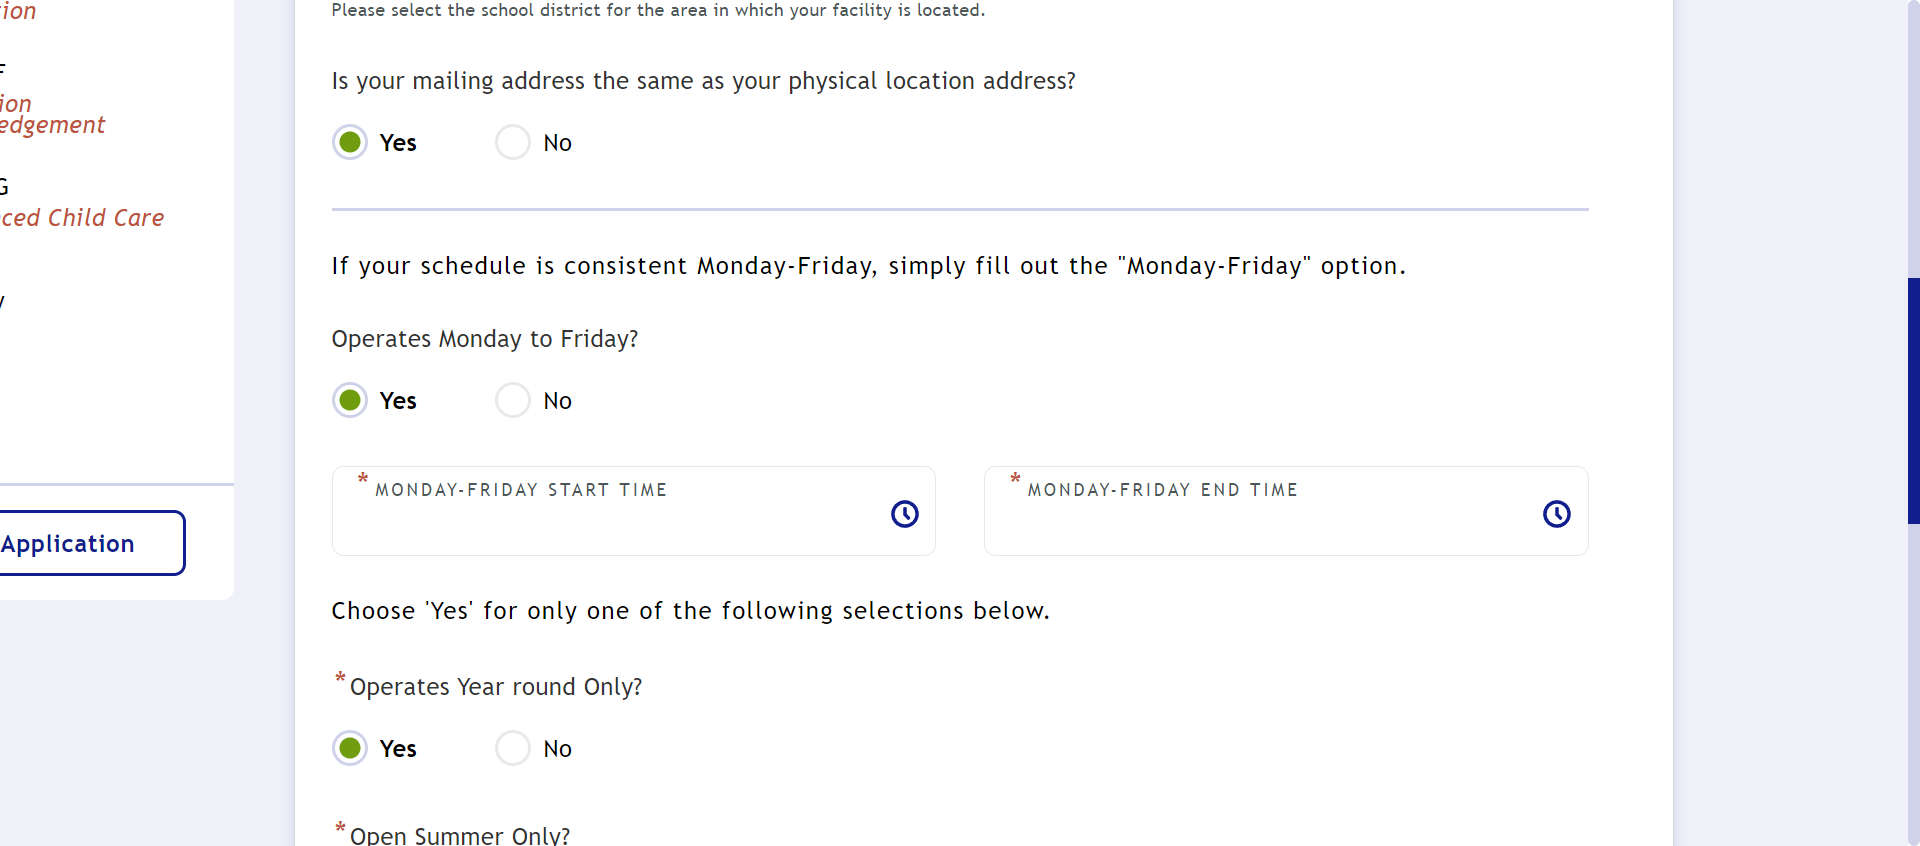 Please select the school district for the area in which your facility is located.
Is your mailing address the same as your physical location address?
Yes No
If your schedule is consistent Monday-Friday, simply fill out the "Monday-Friday" option.
Operates Monday to Friday?
Yes No
* MONDAY-FRIDAY START TIME
* MONDAY-FRIDAY END TIME
Choose 'Yes' for only one of the following selections below.
* Operates Year round Only?
Yes No
* Open Summer Only?
Child Care
Application